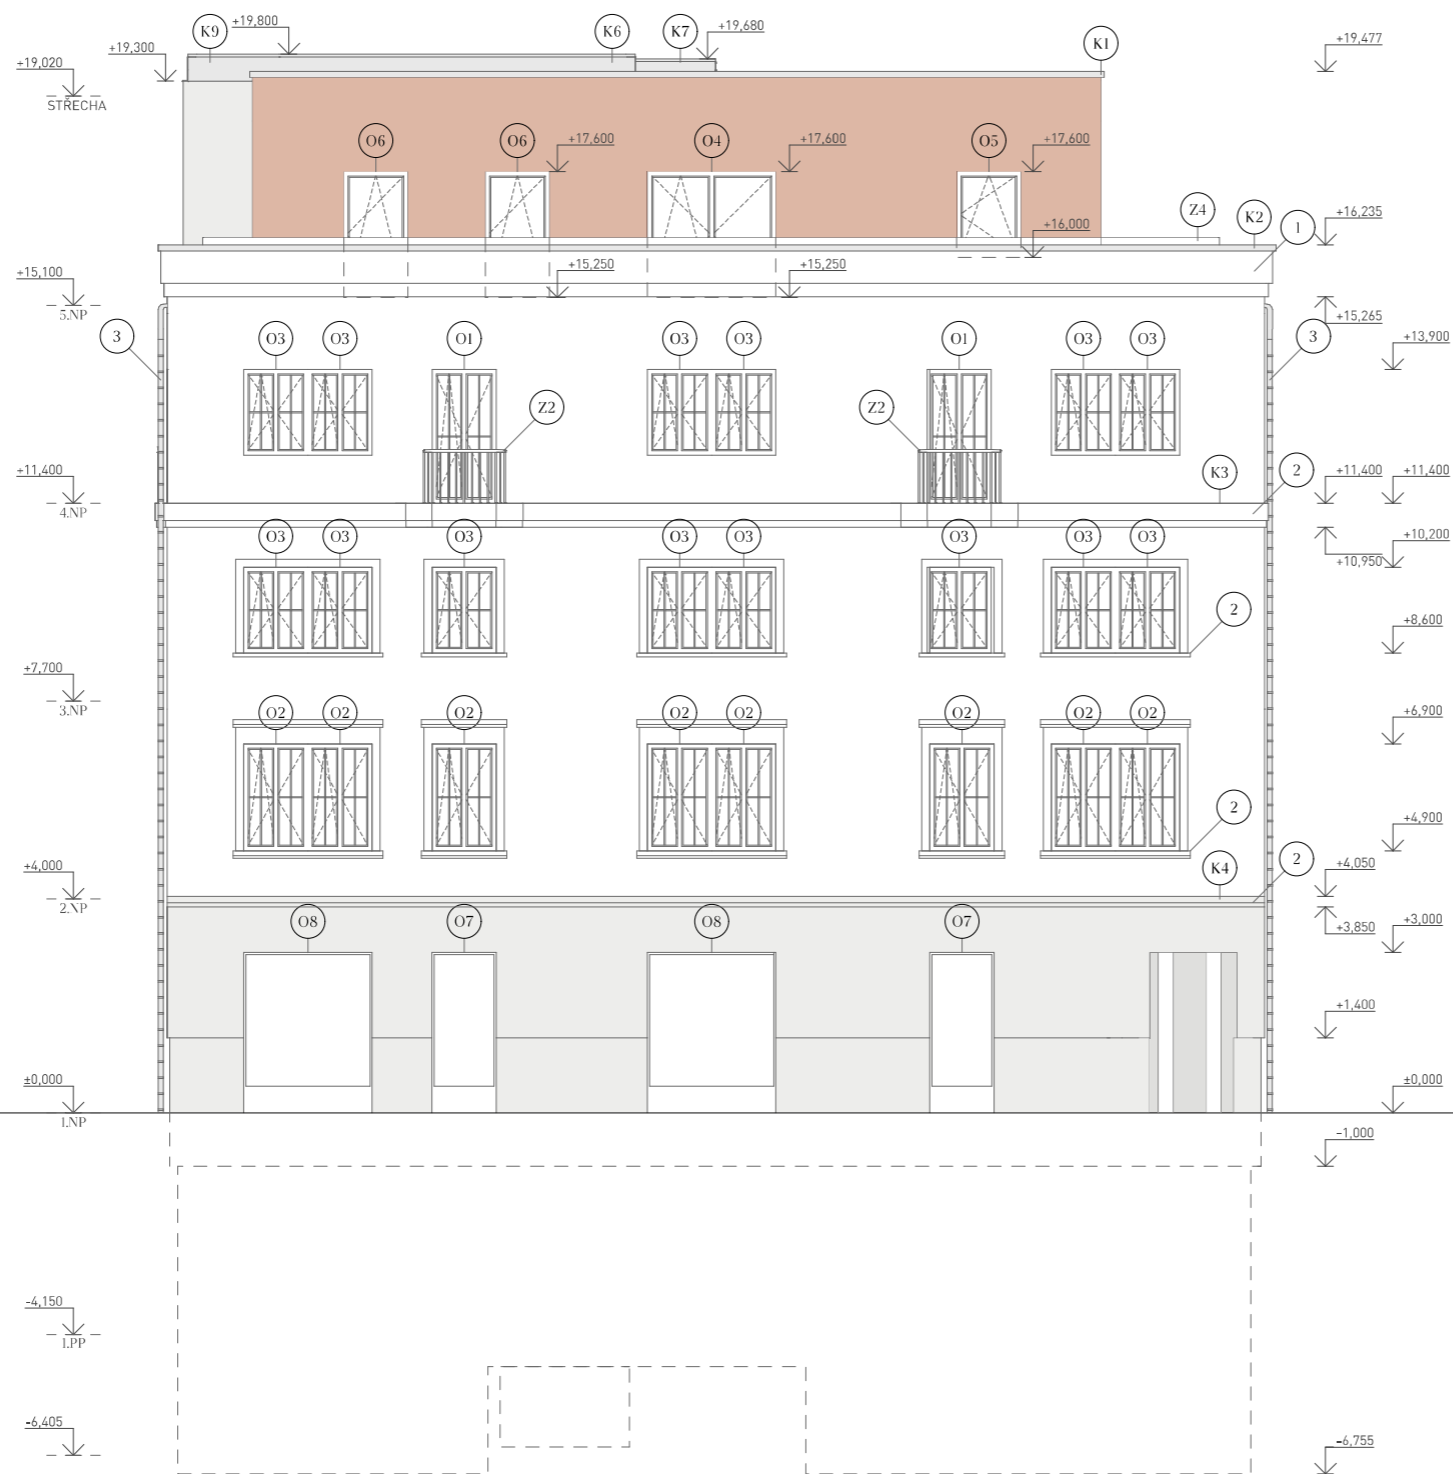 K9
+19,800
K6
K7
+19,680
K1
+19,477
+19,300
+19,020
STŘECHA
O6
O6
+17,600
O4
+17,600
O5
+17,600
Z4
K2
1
+16,235
+16,000
+15,250
+15,250
+15,100
5.NP
+15,265
3
O3
O3
O1
O3
O3
O1
O3
O3
3
+13,900
Z2
Z2
+11,400
4.NP
K3
2
+11,400
+11,400
O3
O3
O3
O3
O3
O3
O3
O3
+10,200
+10,950
2
+8,600
+7,700
3.NP
O2
O2
O2
O2
O2
O2
O2
O2
+6,900
2
+4,900
+4,000
2.NP
K4
2
+4,050
O8
O7
O8
O7
+3,850
+3,000
+1,400
±0,000
1.NP
±0,000
-1,000
-4,150
1.PP
-6,405
-6,755